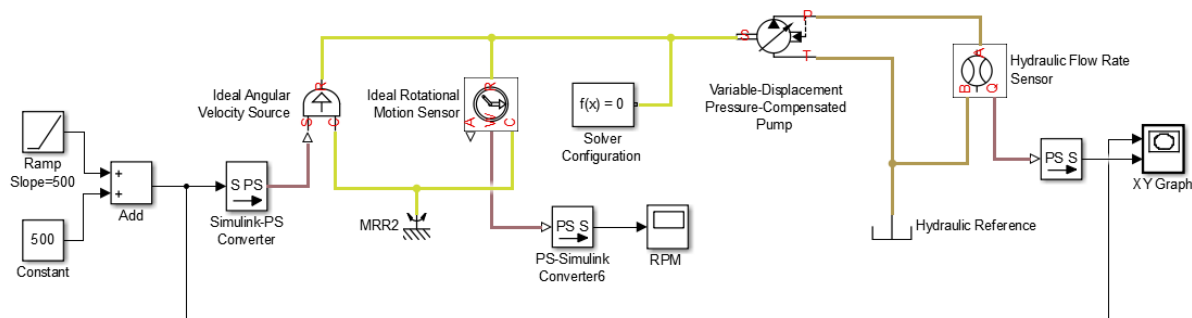 P
S
T
A
B
Q
Hydraulic Flow Rate
Sensor
Variable-Displacement
Pressure-Compensated
Pump
R
S
C
Ideal Angular
Velocity Source
R
A
W
C
Ideal Rotational
Motion Sensor
f(x) = 0
Solver
Configuration
Ramp
Slope=500
+
+
Add
S PS
Simulink-PS
Converter
500
Constant
MRR2
PS S
PS-Simulink
Converter6
RPM
Hydraulic Reference
PS S
XY Graph